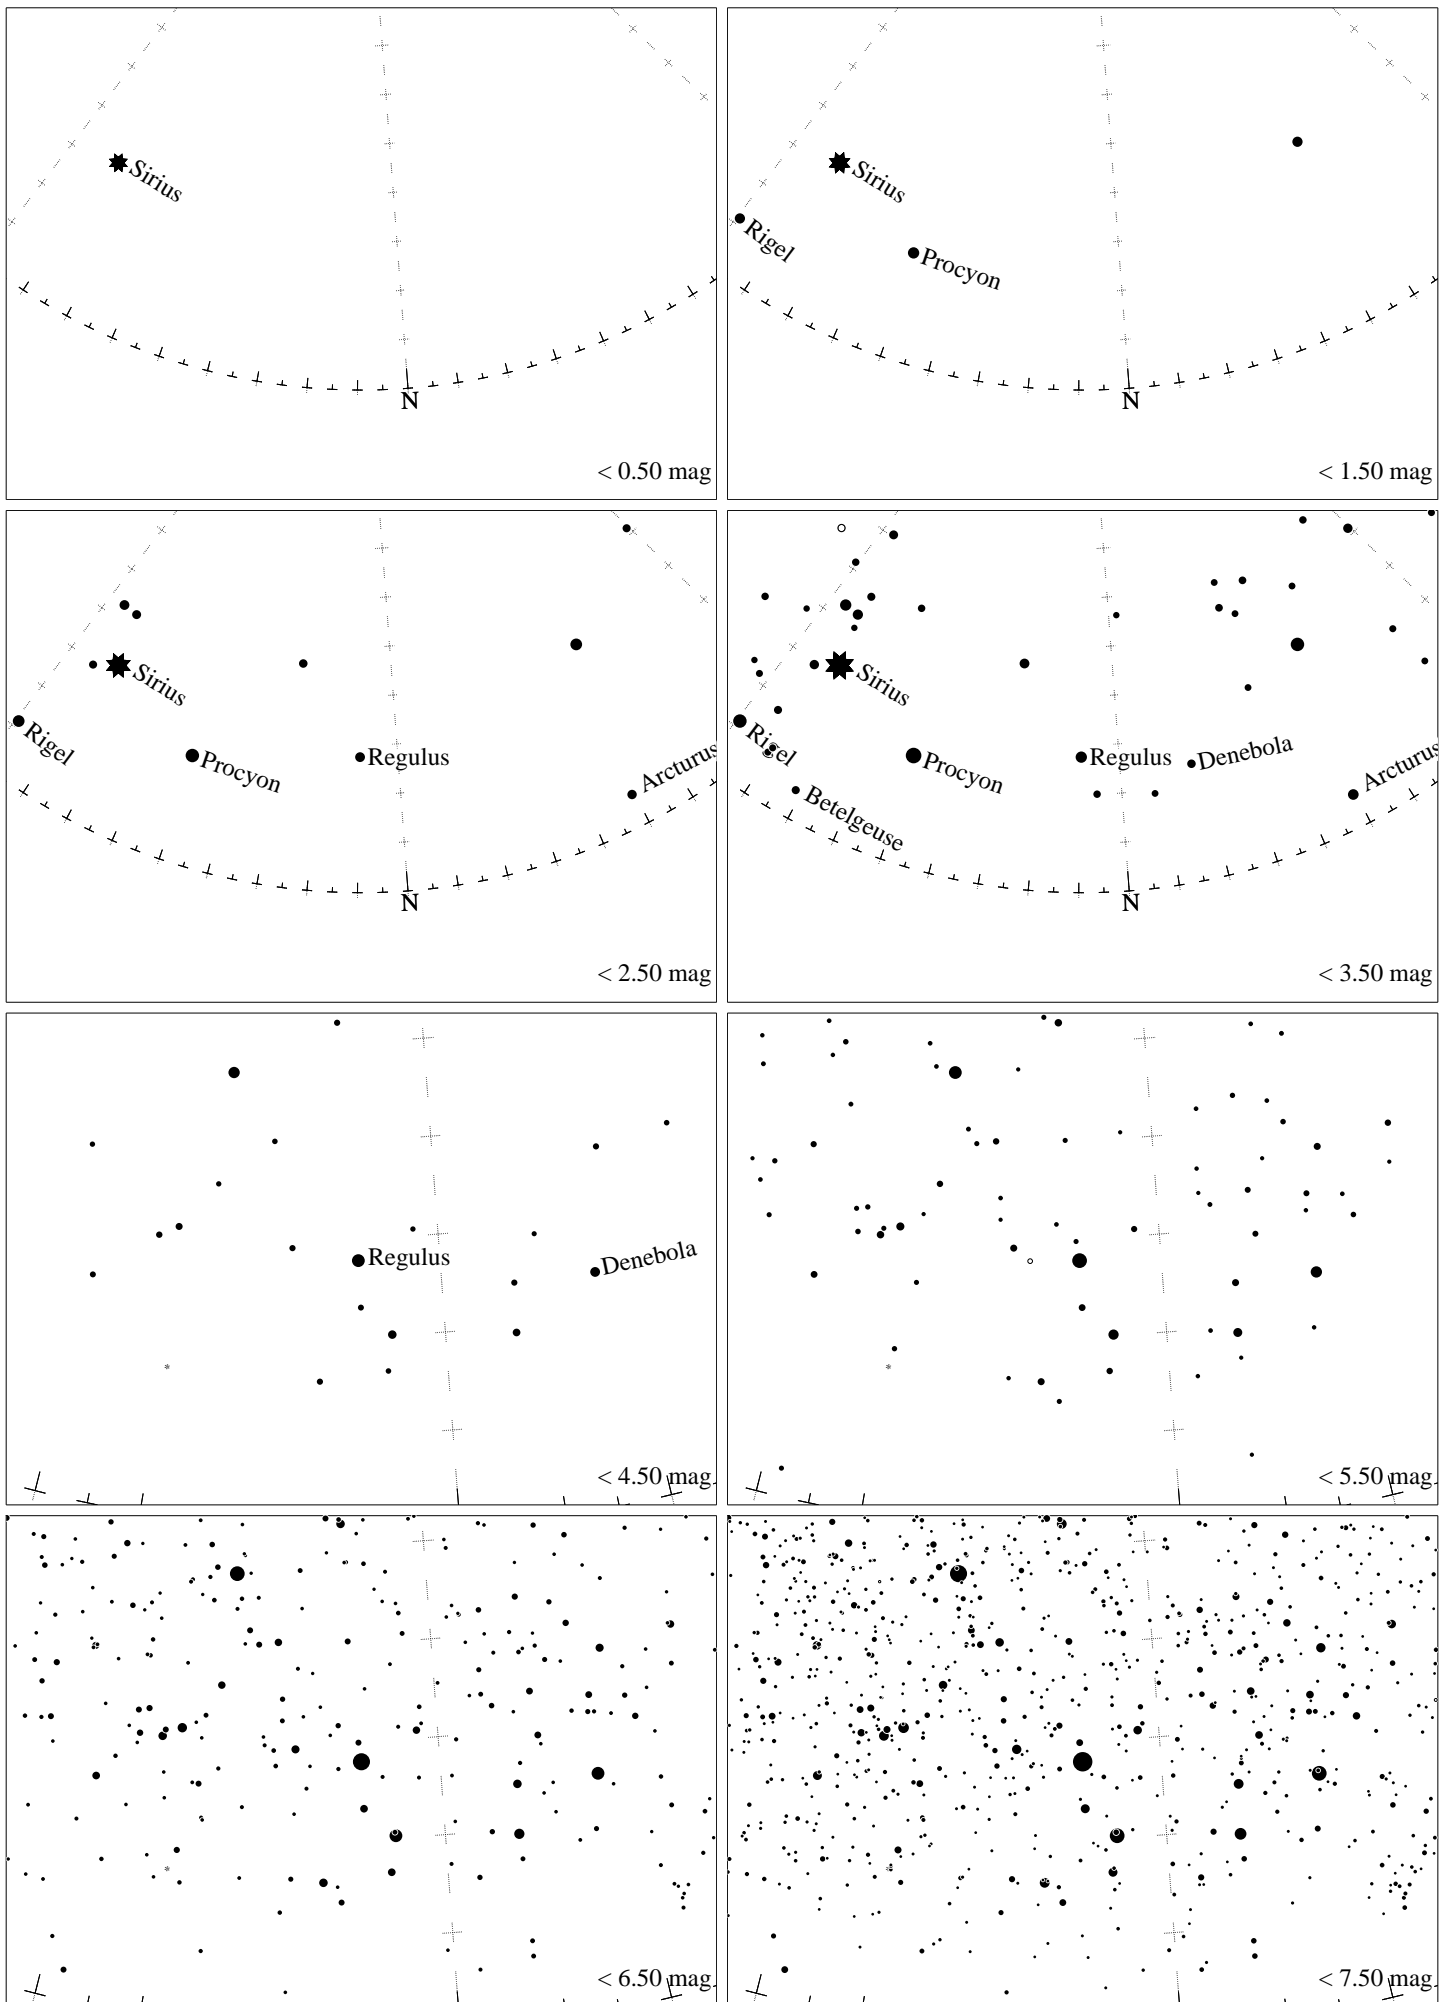 Sirius
N
< 0.50 mag
Sirius
Rigel
Procyon
N
< 1.50 mag
Sirius
Rigel
Procyon
Regulus
Arcturus
N
< 2.50 mag
Sirius
Rigel
Procyon
Regulus
Denebola
Arcturus
Betelgeuse
N
< 3.50 mag
Regulus
Denebola
< 4.50 mag
< 5.50 mag
< 6.50 mag
< 7.50 mag